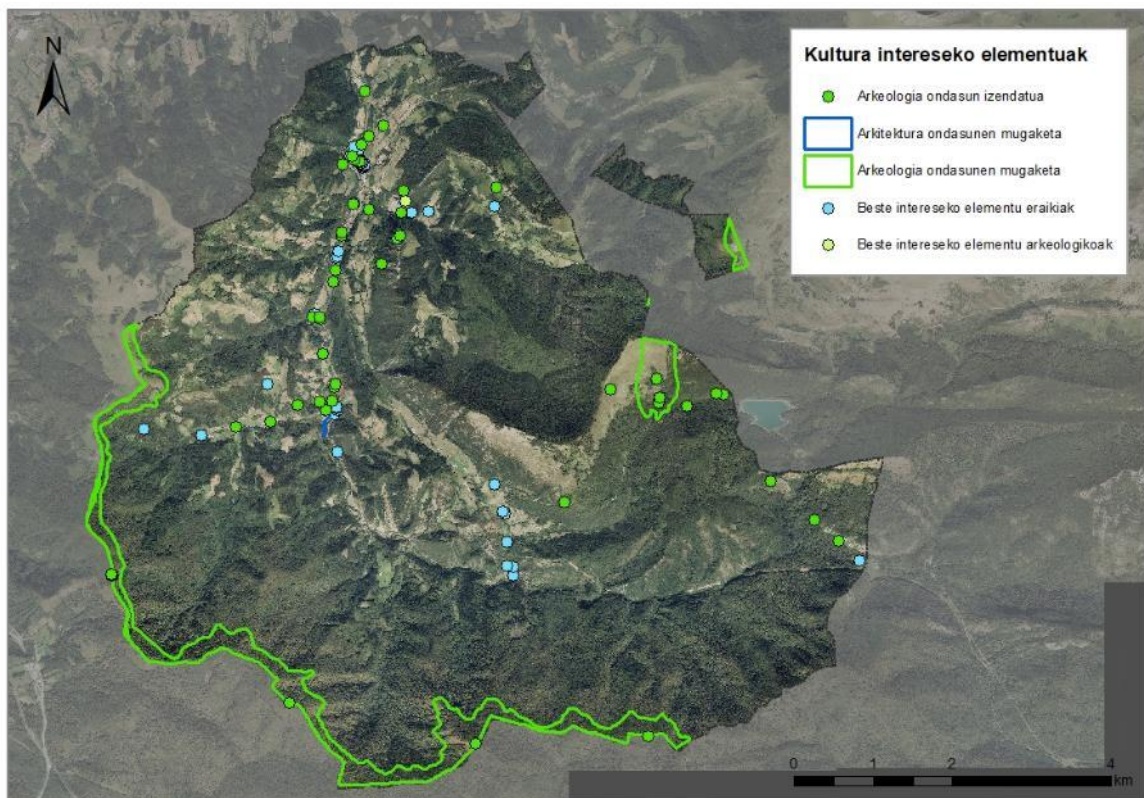 N
Kultura intereseko elementuak
Arkeologia ondasun izendatua
Arkitektura ondasunen mugaketa
Arkeologia ondasunen mugaketa
Beste intereseko elementu eraikiak
Beste intereseko elementu arkeologikoak
0 1 2 4
km